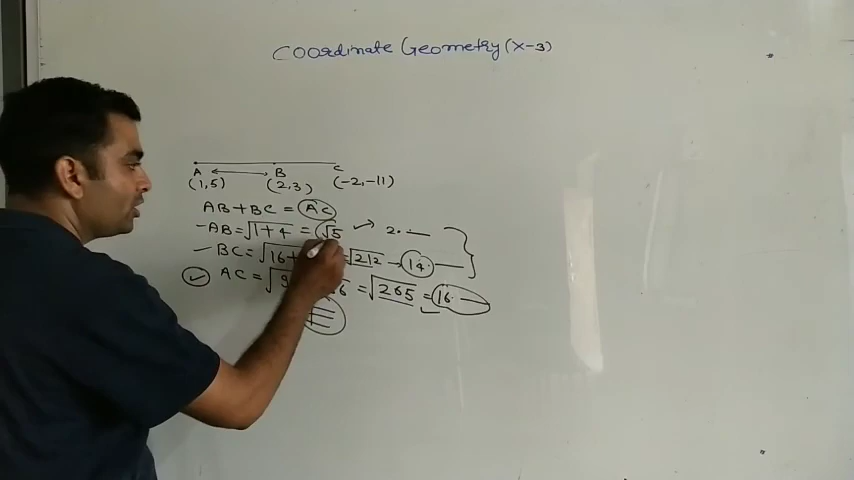 Coordinate Geometry (X-3)
A B C
(1,5) (2,3) (-2,-11)
AB + BC = AC
- AB = √1+4 = √5 → 2.
- BC = √16+ = √212 → 14.
✓ AC = √9 6 = √265 = 16.